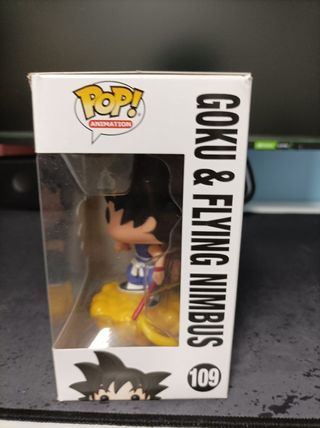 POP!
ANIMATION
GOKU & FLYING NIMBUS
109